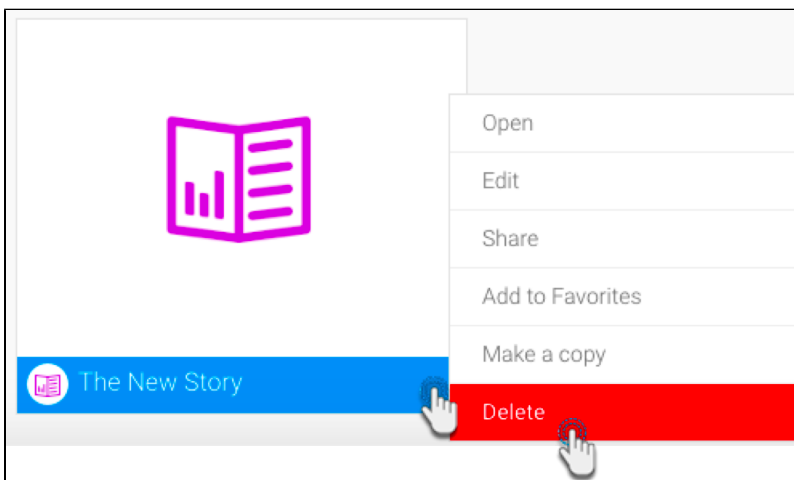 Open
Edit
Share
Add to Favorites
Make a copy
The New Story
Delete